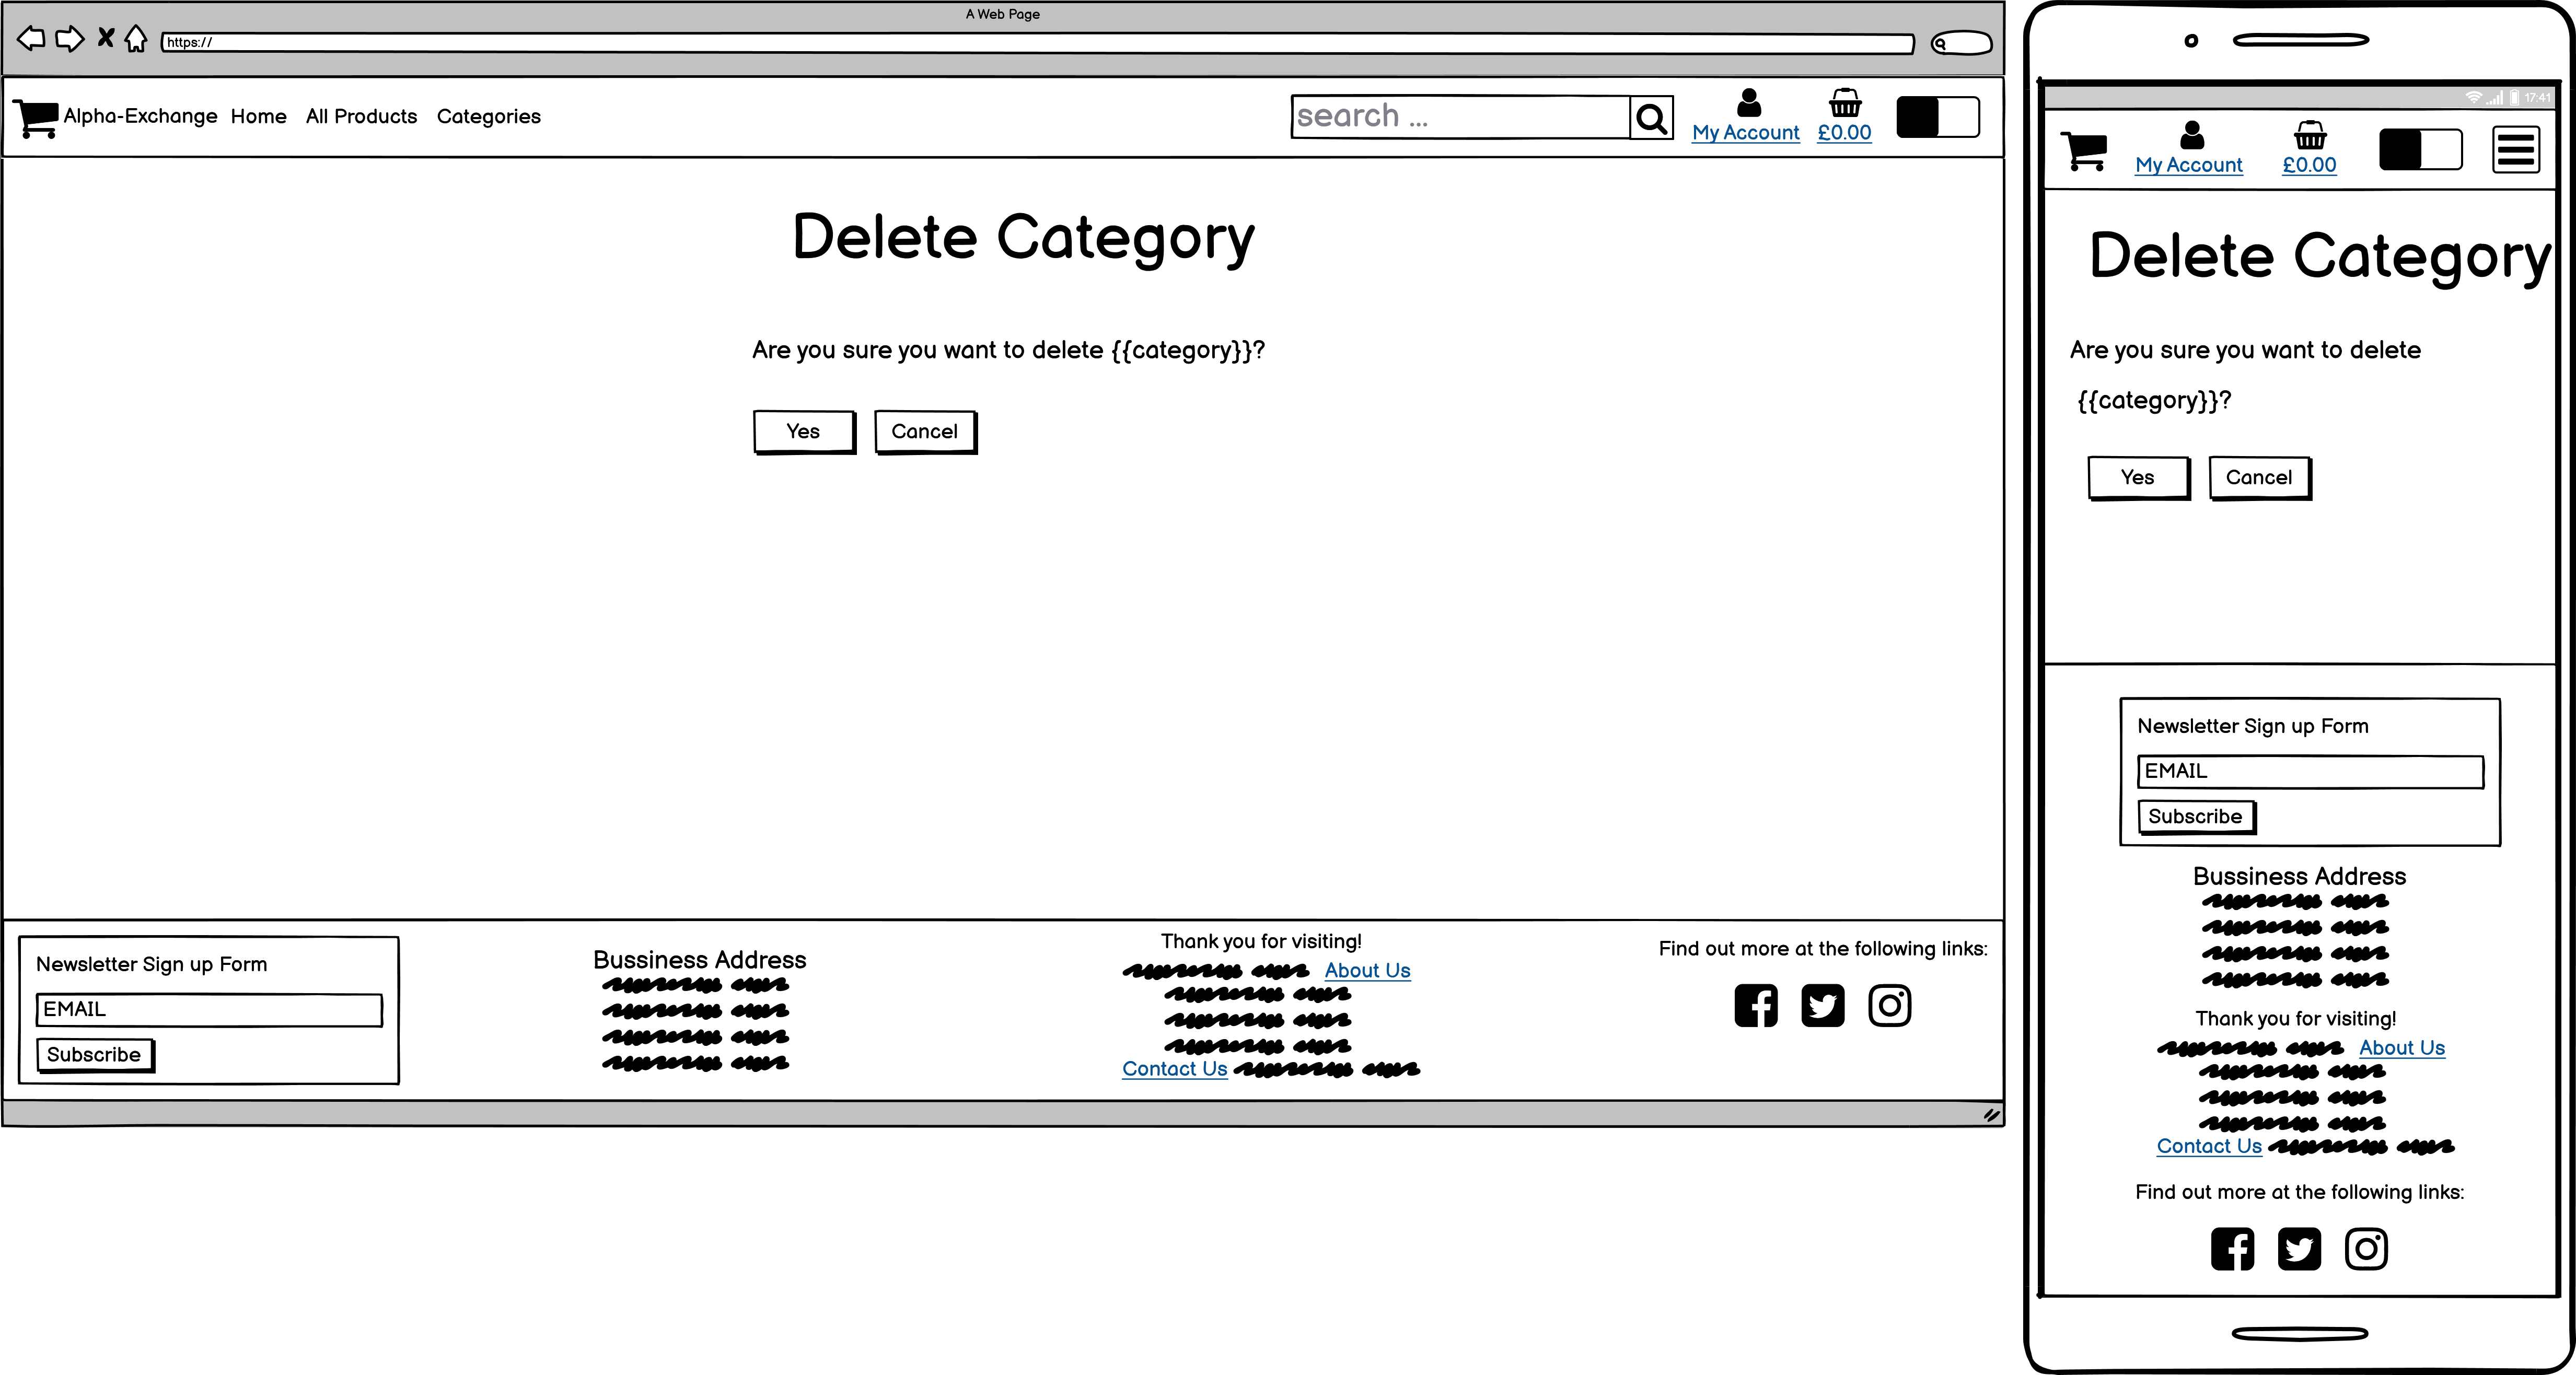 A Web Page
https://
Alpha-Exchange Home All Products Categories
search ...
My Account £0.00
Delete Category
Are you sure you want to delete {{category}}?
Yes Cancel
Newsletter Sign up Form
EMAIL
Subscribe
Bussiness Address
Thank you for visiting!
About Us
Contact Us
Find out more at the following links:
17:41
My Account £0.00
Delete Category
Are you sure you want to delete
{{category}}?
Yes Cancel
Newsletter Sign up Form
EMAIL
Subscribe
Bussiness Address
Thank you for visiting!
About Us
Contact Us
Find out more at the following links: